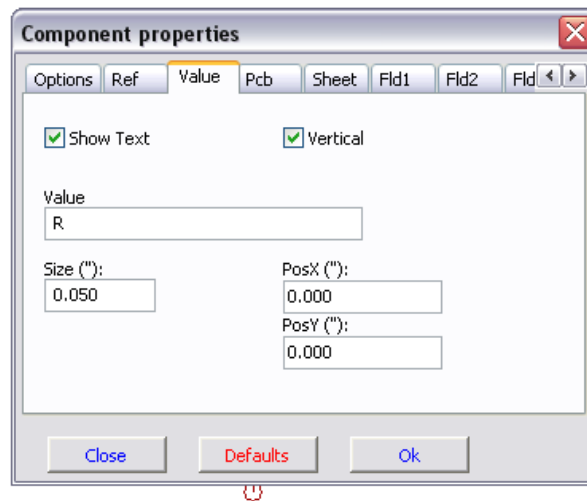 Component properties
Options Ref Value Pcb Sheet Fld1 Fld2 Fld
Show Text Vertical
Value
R
Size ("): PosX ("):
0.050 0.000
PosY ("):
0.000
Close Defaults Ok